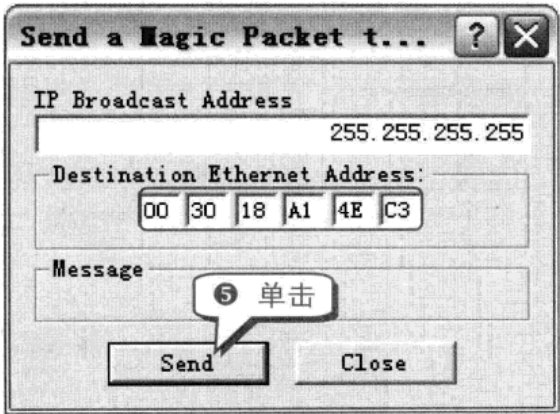 Send a Magic Packet t... ? X
IP Broadcast Address
255.255.255.255
Destination Ethernet Address:
00 30 18 A1 4E C3
Message
❺ 单击
Send Close